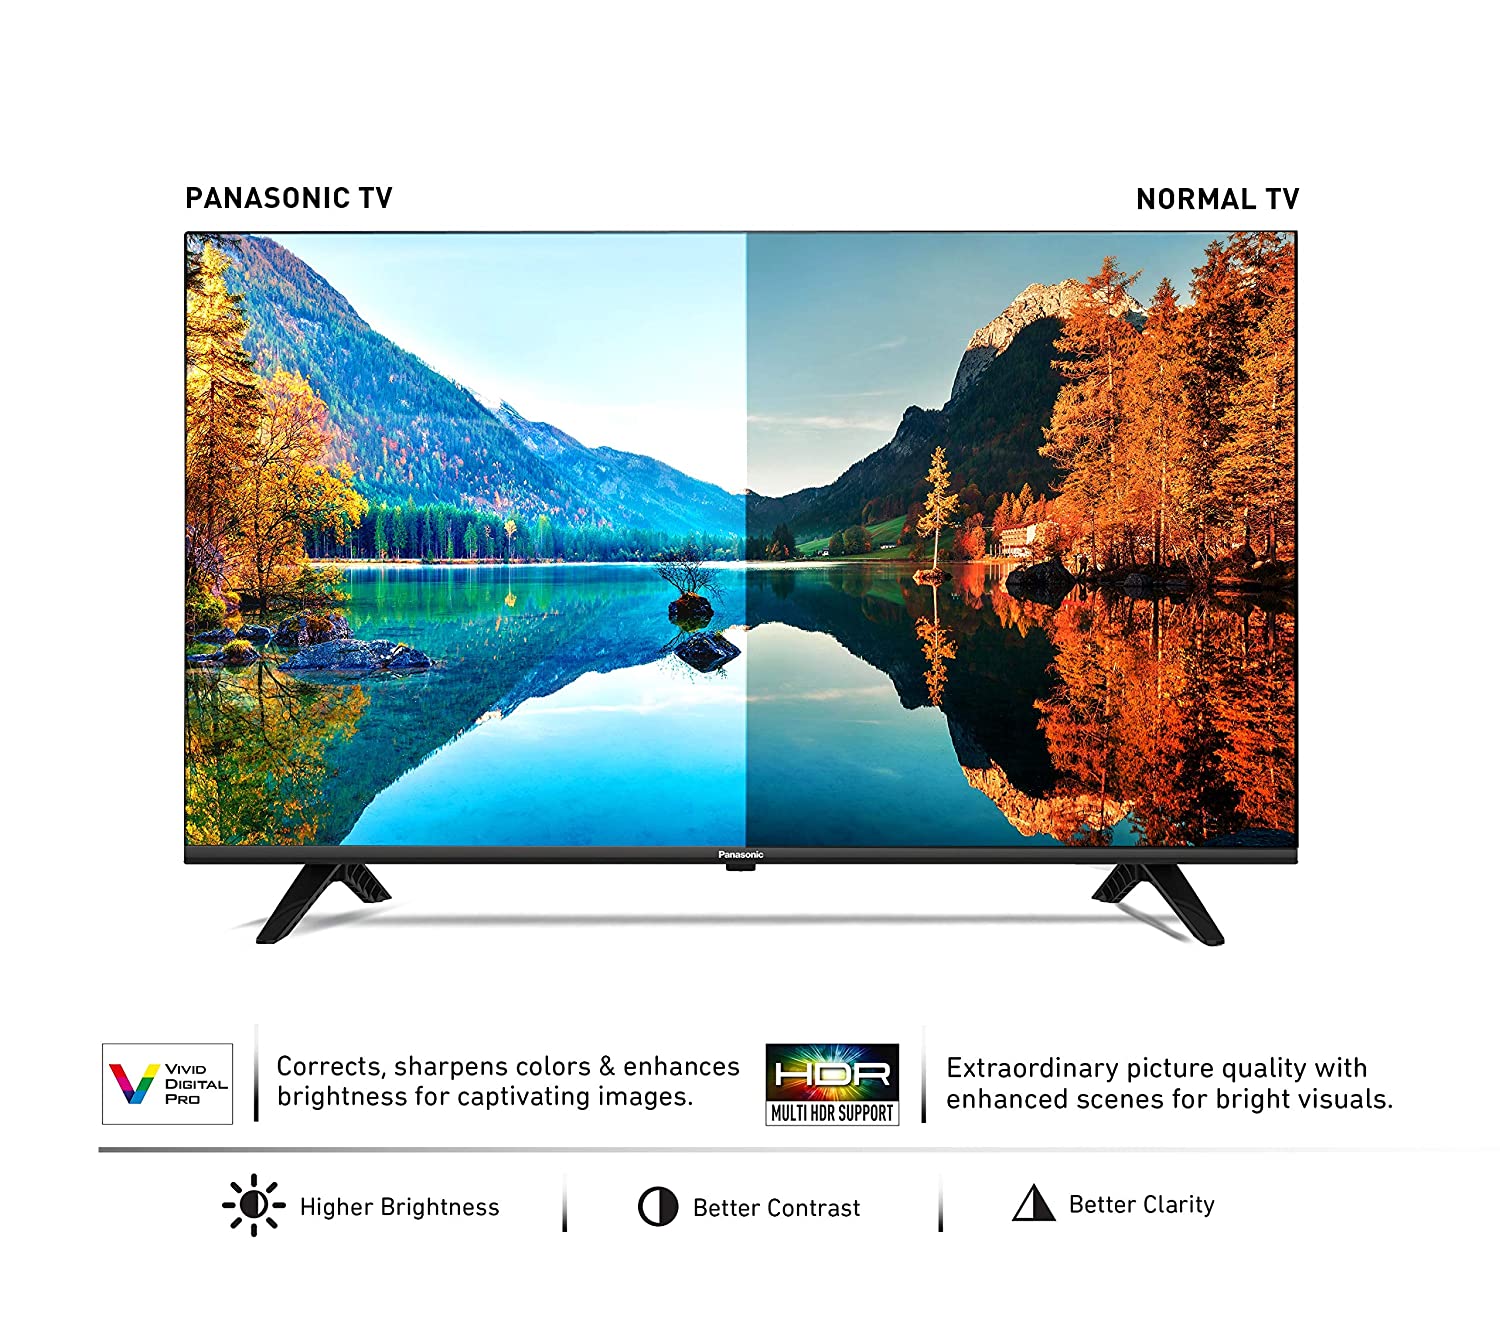 PANASONIC TV
NORMAL TV
Panasonic
VIVID
DIGITAL
PRO
Corrects, sharpens colors & enhances
brightness for captivating images.
HDR
MULTI HDR SUPPORT
Extraordinary picture quality with
enhanced scenes for bright visuals.
Higher Brightness
Better Contrast
Better Clarity